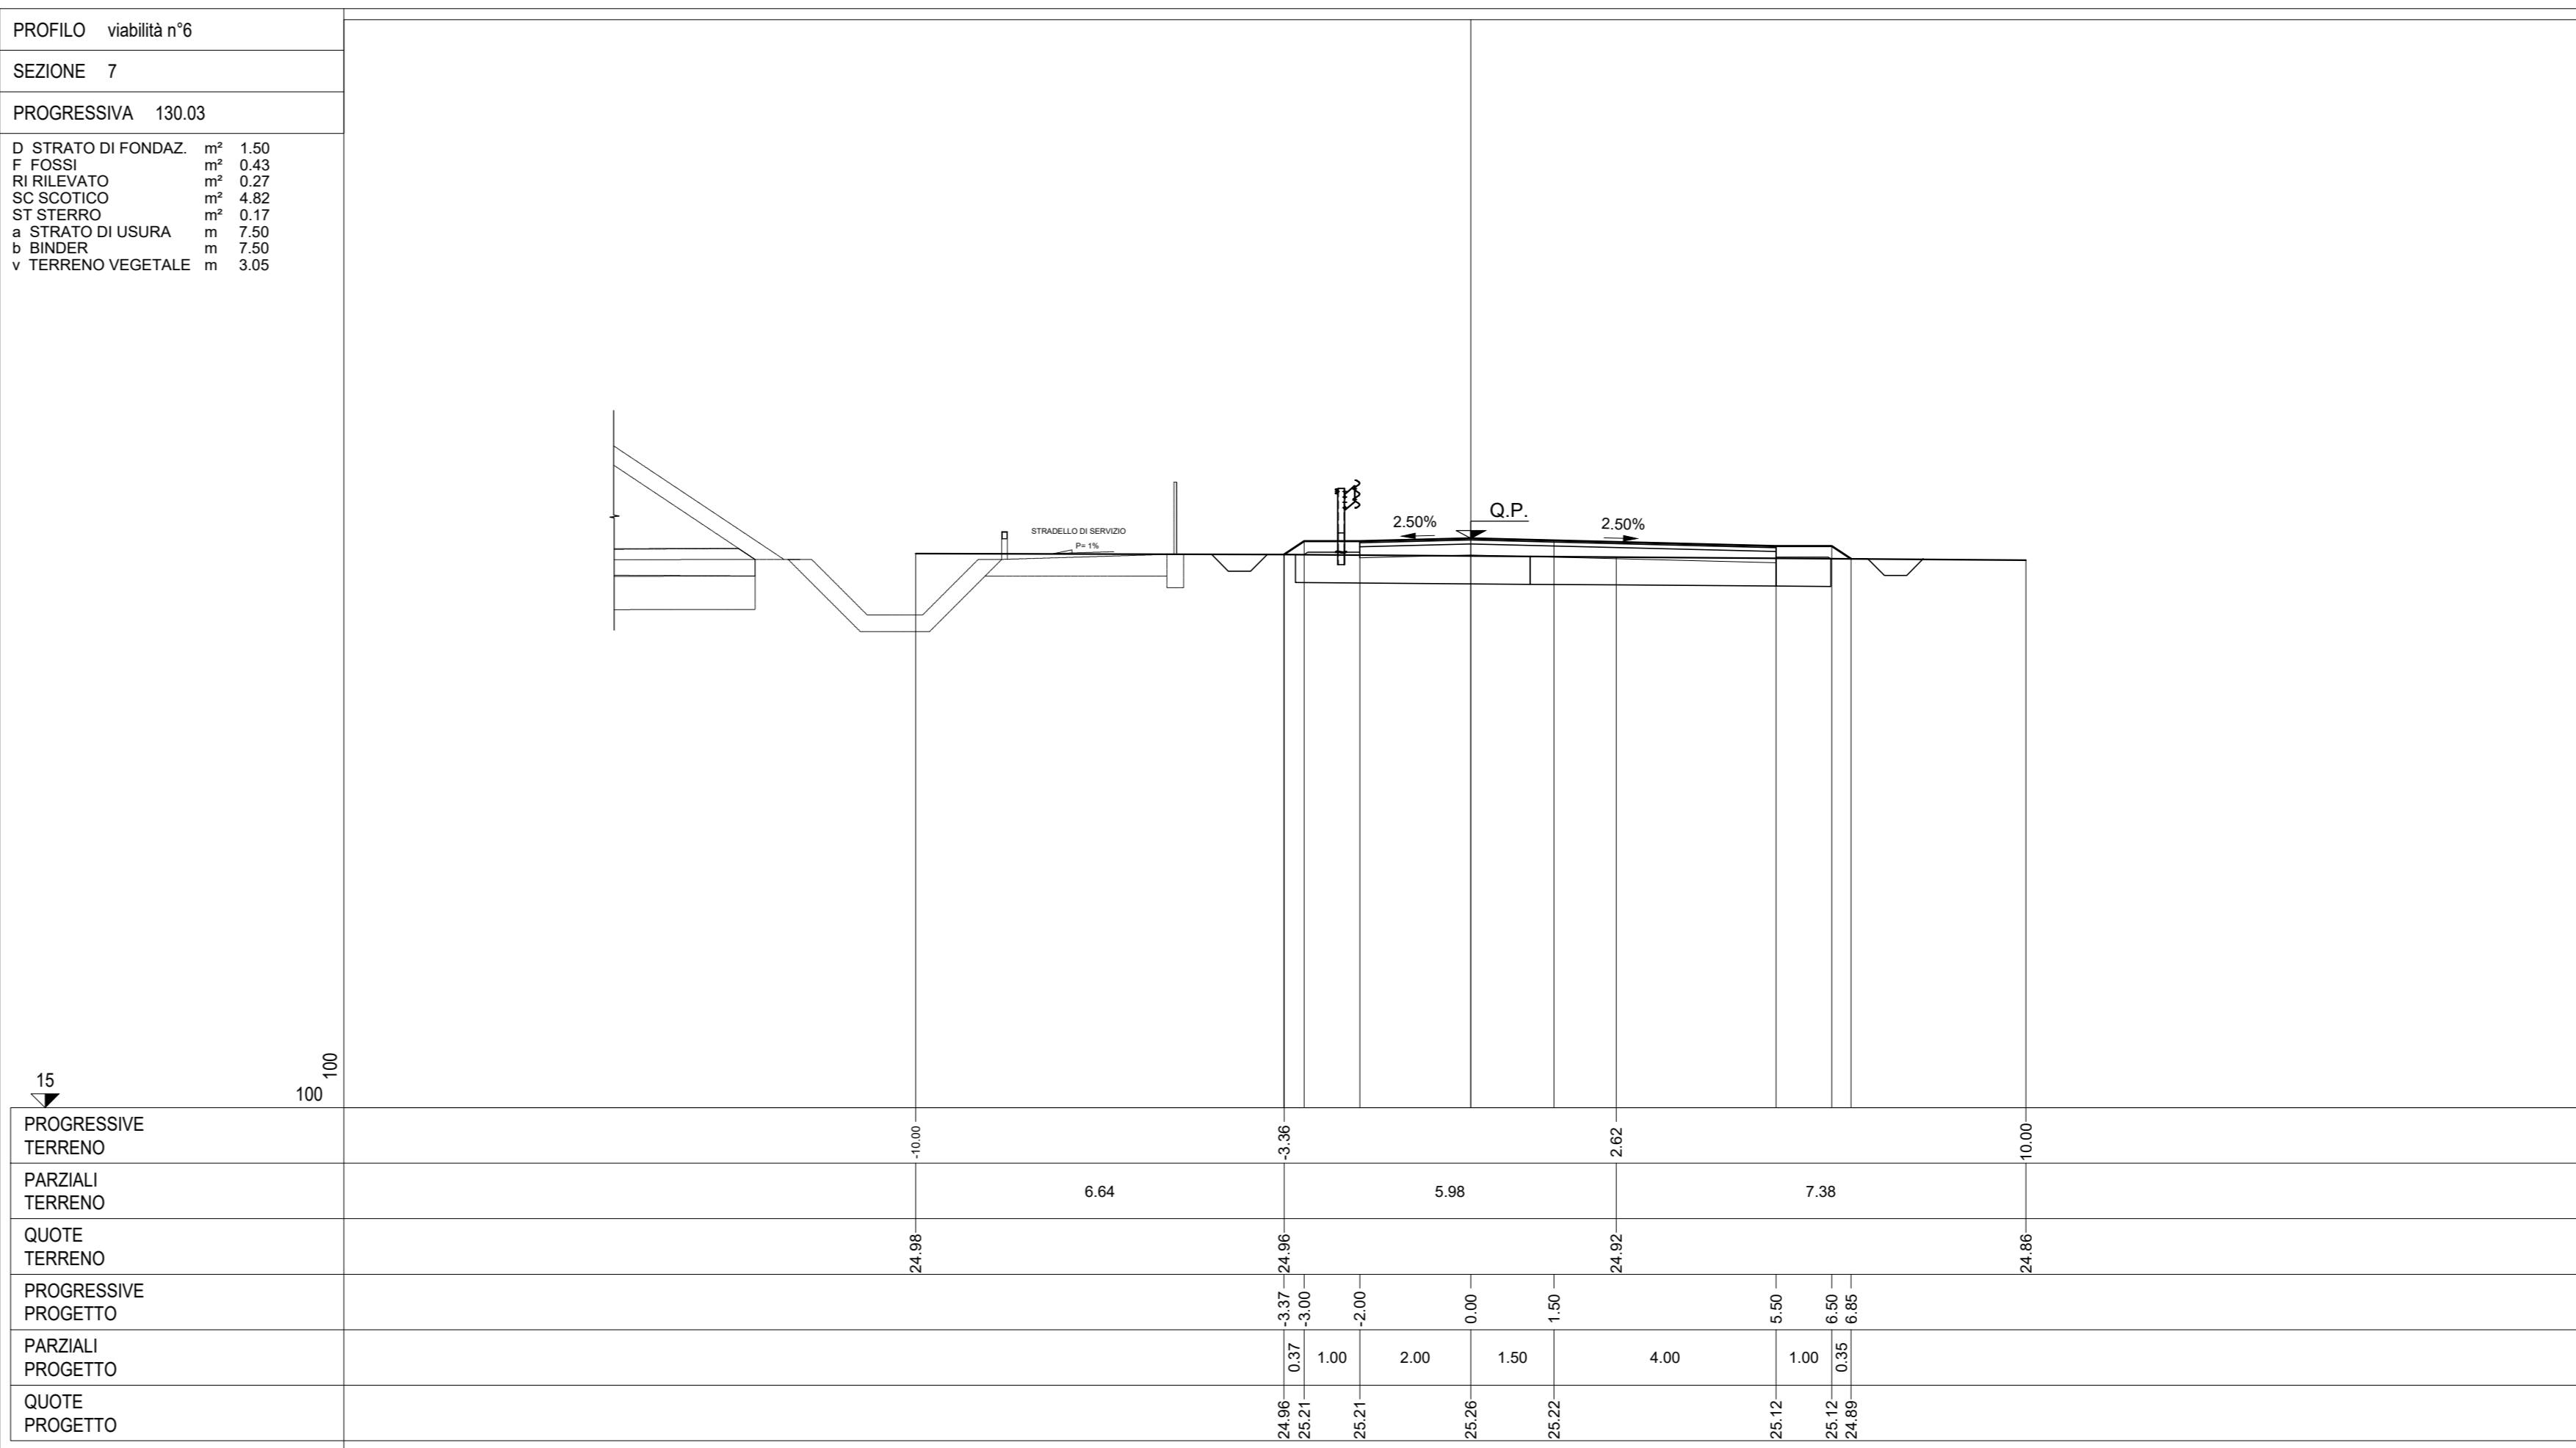 PROFILO viabilità n°6
SEZIONE 7
PROGRESSIVA 130.03
D STRATO DI FONDAZ. m² 1.50
F FOSSI m² 0.43
RI RILEVATO m² 0.27
SC SCOTICO m² 4.82
ST STERRO m² 0.17
a STRATO DI USURA m 7.50
b BINDER m 7.50
v TERRENO VEGETALE m 3.05
STRADELLO DI SERVIZIO
P= 1%
2.50%
Q.P.
2.50%
15
100
100
PROGRESSIVE
TERRENO
-10.00 -3.36 2.62 10.00
PARZIALI
TERRENO
6.64 5.98 7.38
QUOTE
TERRENO
24.98 24.96 24.92 24.86
PROGRESSIVE
PROGETTO
-3.37 -3.00 -2.00 0.00 1.50 5.50 6.50 6.85
PARZIALI
PROGETTO
0.37 1.00 2.00 1.50 4.00 1.00 0.35
QUOTE
PROGETTO
24.96 25.21 25.21 25.26 25.22 25.12 25.12 24.89